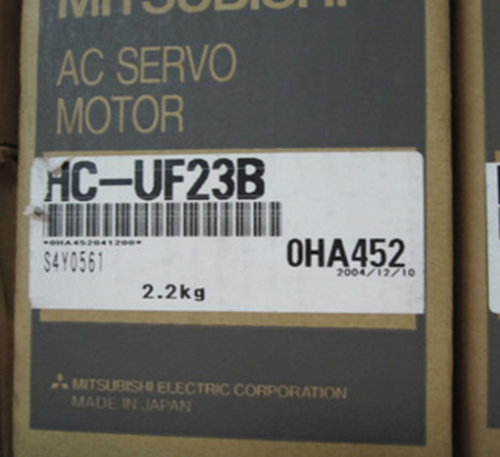 MITSUBISHI
AC SERVO
MOTOR
HC-UF23B
*0HA452041200*
S4Y0561
0HA452
2004/12/10
2.2kg
MITSUBISHI ELECTRIC CORPORATION
MADE IN JAPAN